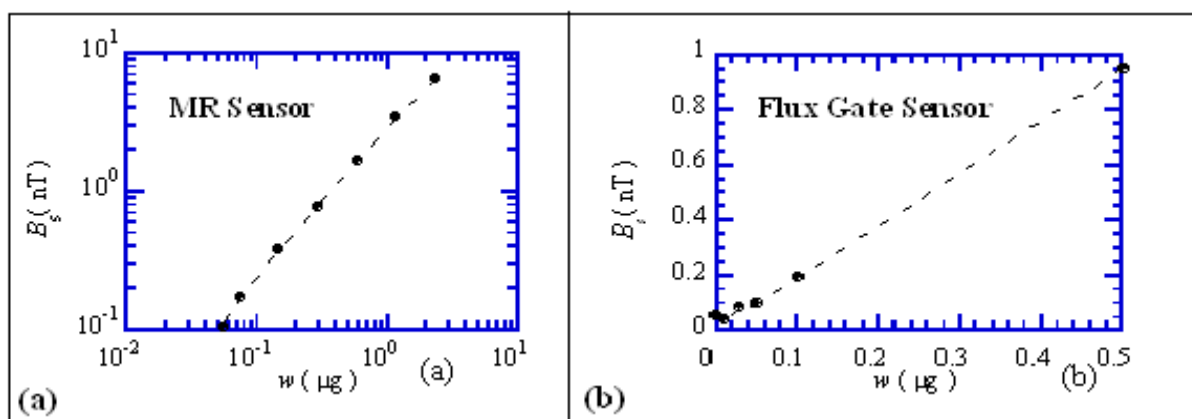 10^1
MR Sensor
B_s (nT)
10^0
10^-1
10^-2 10^-1 10^0 10^1
w ( μg ) (a)
(a)
1
Flux Gate Sensor
0.8
B_r (nT)
0.6
0.4
0.2
0
0 0.1 0.2 0.3 0.4 0.5
w ( μg ) (b)
(b)